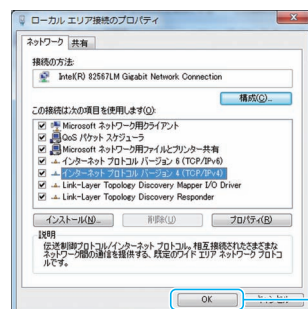 ローカル エリア接続のプロパティ
ネットワーク 共有
接続の方法:
Intel(R) 82567LM Gigabit Network Connection
構成(C)...
この接続は次の項目を使用します(O):
Microsoft ネットワーク用クライアント
QoS パケット スケジューラ
Microsoft ネットワーク用ファイルとプリンター共有
インターネット プロトコル バージョン 6 (TCP/IPv6)
インターネット プロトコル バージョン 4 (TCP/IPv4)
Link-Layer Topology Discovery Mapper I/O Driver
Link-Layer Topology Discovery Responder
インストール(N)... 削除(U) プロパティ(R)
説明
伝送制御プロトコル/インターネット プロトコル。相互接続されたさまざまな
ネットワーク間の通信を提供する、既定のワイド エリア ネットワーク プロトコ
ルです。
OK